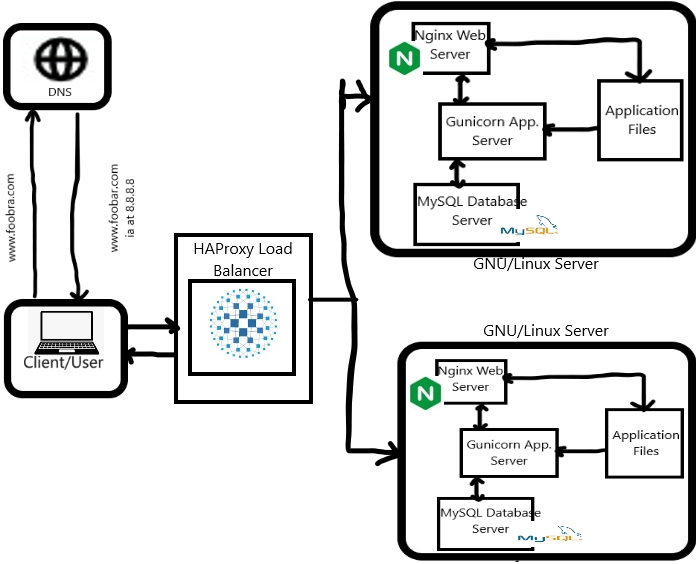 DNS
www.foobra.com
www.foobar.com
ia at 8.8.8.8
Client/User
HAProxy Load
Balancer
Nginx Web
Server
N
Gunicorn App.
Server
Application
Files
MySQL Database
Server
MySQL
GNU/Linux Server
GNU/Linux Server
Nginx Web
Server
N
Gunicorn App.
Server
Application
Files
MySQL Database
Server
MySQL